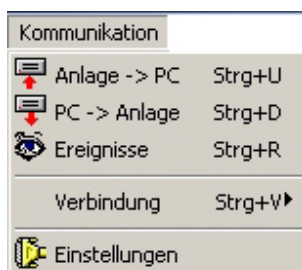 Kommunikation
Anlage -> PC Strg+U
PC -> Anlage Strg+D
Ereignisse Strg+R
Verbindung Strg+V
Einstellungen